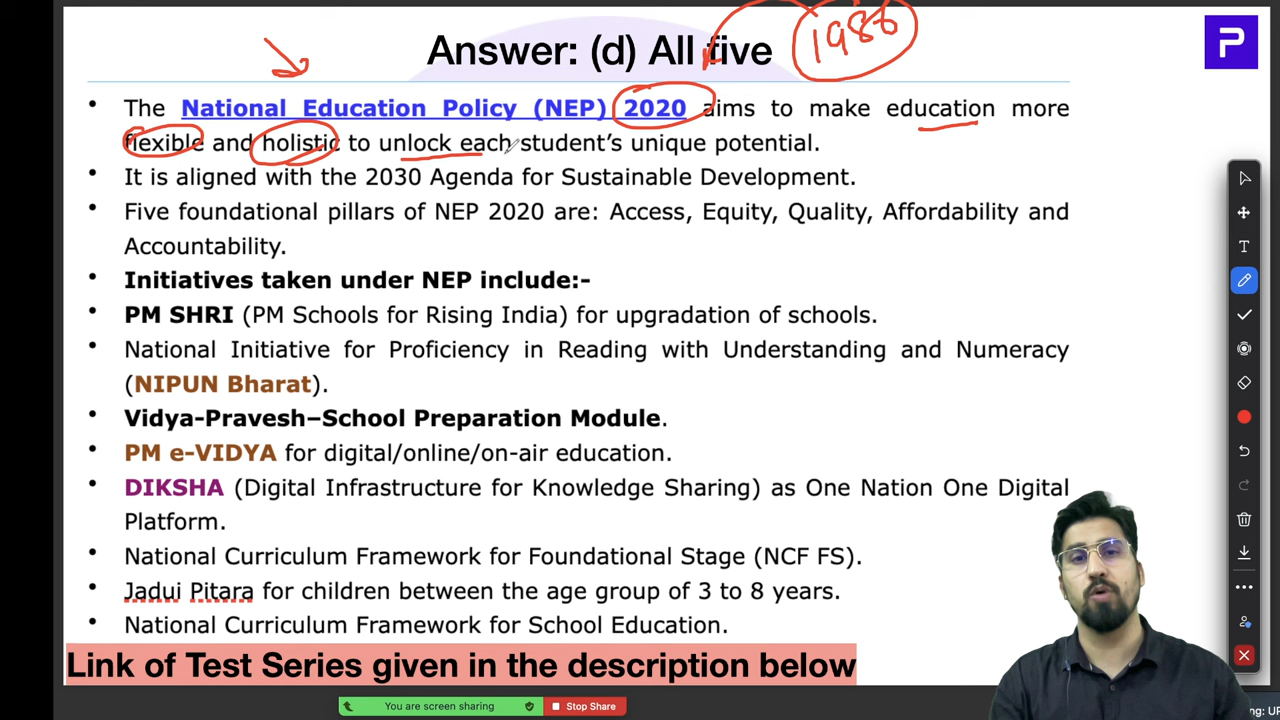 1986
P
Answer: (d) All five
• The National Education Policy (NEP) 2020 aims to make education more
flexible and holistic to unlock each student’s unique potential.
• It is aligned with the 2030 Agenda for Sustainable Development.
• Five foundational pillars of NEP 2020 are: Access, Equity, Quality, Affordability and
Accountability.
• Initiatives taken under NEP include:-
• PM SHRI (PM Schools for Rising India) for upgradation of schools.
• National Initiative for Proficiency in Reading with Understanding and Numeracy
(NIPUN Bharat).
• Vidya-Pravesh–School Preparation Module.
• PM e-VIDYA for digital/online/on-air education.
• DIKSHA (Digital Infrastructure for Knowledge Sharing) as One Nation One Digital
Platform.
• National Curriculum Framework for Foundational Stage (NCF FS).
• Jadui Pitara for children between the age group of 3 to 8 years.
• National Curriculum Framework for School Education.
Link of Test Series given in the description below
You are screen sharing
Stop Share
T